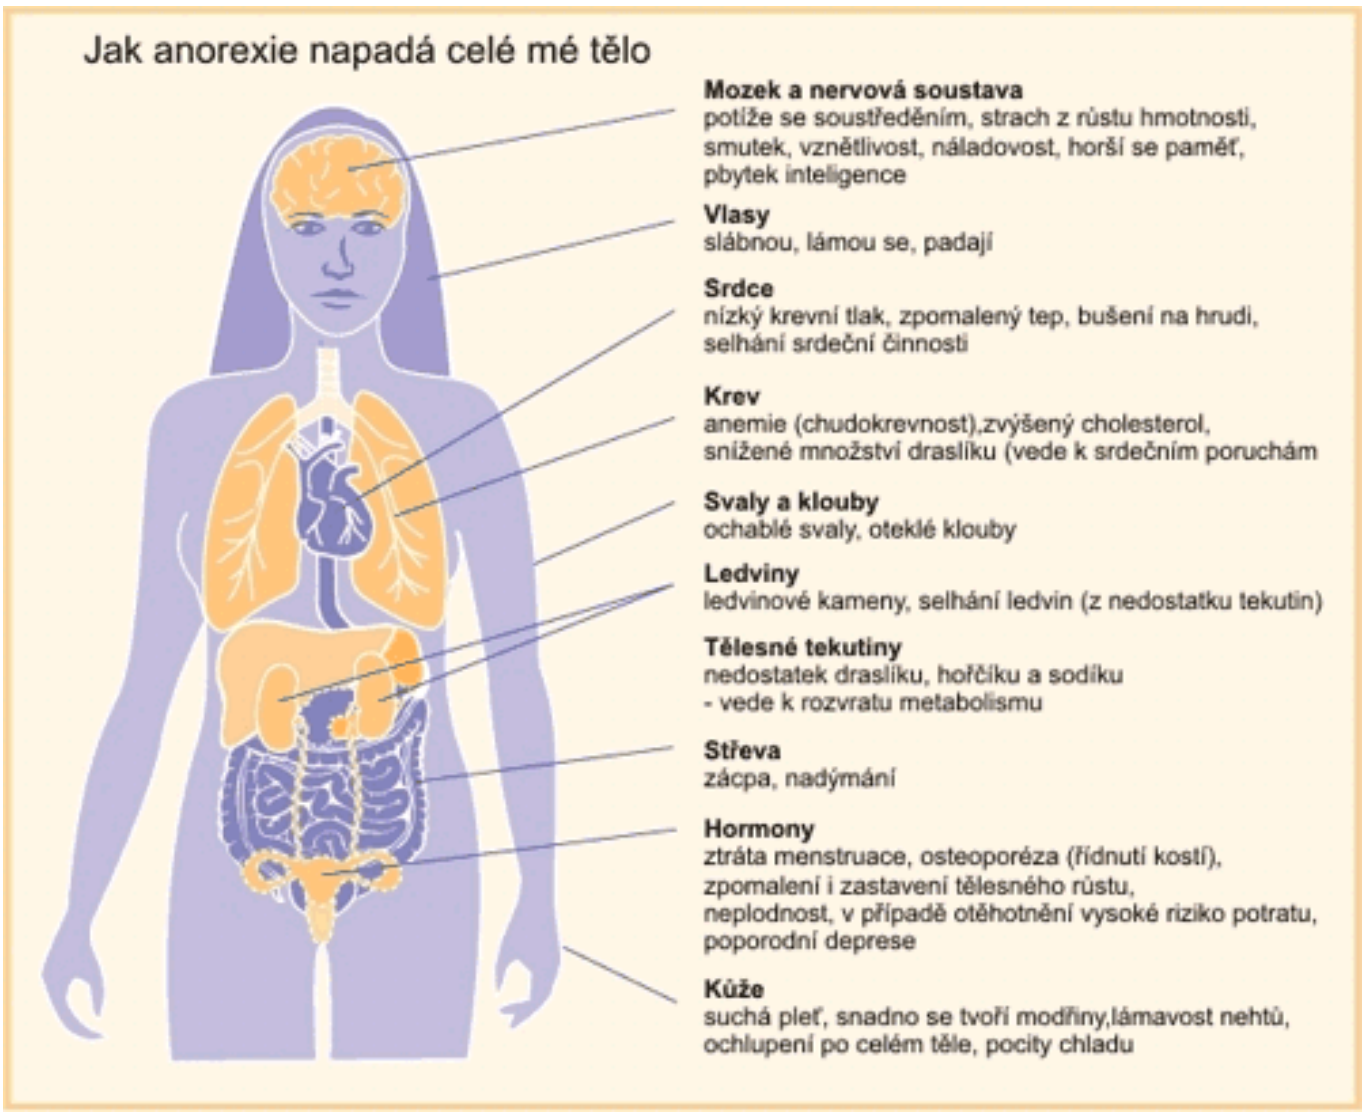 Jak anorexie napadá celé mé tělo
Mozek a nervová soustava
potíže se soustředěním, strach z růstu hmotnosti,
smutek, vznětlivost, náladovost, horší se paměť,
pbytek inteligence
Vlasy
slábnou, lámou se, padají
Srdce
nízký krevní tlak, zpomalený tep, bušení na hrudi,
selhání srdeční činnosti
Krev
anemie (chudokrevnost),zvýšený cholesterol,
snížené množství draslíku (vede k srdečním poruchám
Svaly a klouby
ochablé svaly, oteklé klouby
Ledviny
ledvinové kameny, selhání ledvin (z nedostatku tekutin)
Tělesné tekutiny
nedostatek draslíku, hořčíku a sodíku
- vede k rozvratu metabolismu
Střeva
zácpa, nadýmání
Hormony
ztráta menstruace, osteoporéza (řídnutí kostí),
zpomalení i zastavení tělesného růstu,
neplodnost, v případě otěhotnění vysoké riziko potratu,
poporodní deprese
Kůže
suchá pleť, snadno se tvoří modřiny,lámavost nehtů,
ochlupení po celém těle, pocity chladu